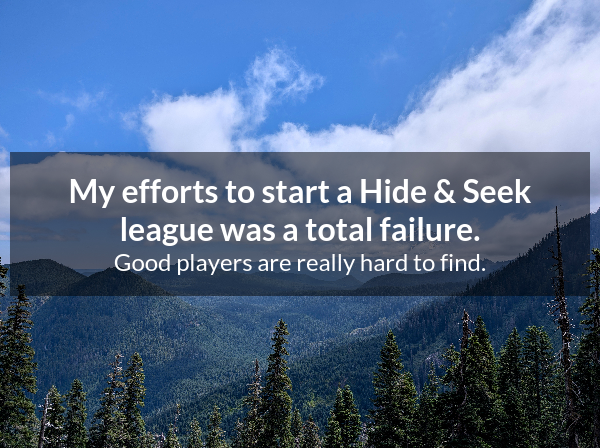 My efforts to start a Hide & Seek
league was a total failure.
Good players are really hard to find.